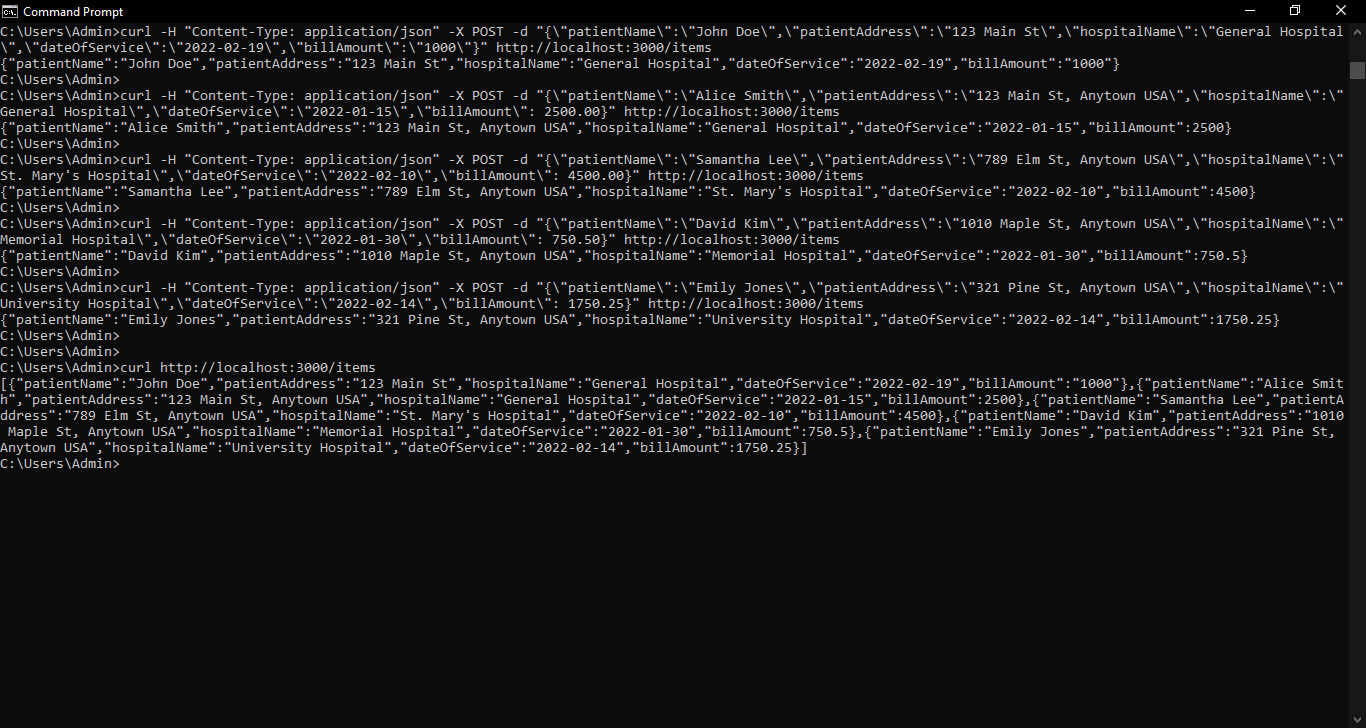 Command Prompt
C:\Users\Admin>curl -H "Content-Type: application/json" -X POST -d "{\"patientName\":\"John Doe\",\"patientAddress\":\"123 Main St\",\"hospitalName\":\"General Hospital
\",\"dateOfService\":\"2022-02-19\",\"billAmount\":\"1000\"}" http://localhost:3000/items
{"patientName":"John Doe","patientAddress":"123 Main St","hospitalName":"General Hospital","dateOfService":"2022-02-19","billAmount":"1000"}
C:\Users\Admin>
C:\Users\Admin>curl -H "Content-Type: application/json" -X POST -d "{\"patientName\":\"Alice Smith\",\"patientAddress\":\"123 Main St, Anytown USA\",\"hospitalName\":\"
General Hospital\",\"dateOfService\":\"2022-01-15\",\"billAmount\": 2500.00}" http://localhost:3000/items
{"patientName":"Alice Smith","patientAddress":"123 Main St, Anytown USA","hospitalName":"General Hospital","dateOfService":"2022-01-15","billAmount":2500}
C:\Users\Admin>
C:\Users\Admin>curl -H "Content-Type: application/json" -X POST -d "{\"patientName\":\"Samantha Lee\",\"patientAddress\":\"789 Elm St, Anytown USA\",\"hospitalName\":\"
St. Mary's Hospital\",\"dateOfService\":\"2022-02-10\",\"billAmount\": 4500.00}" http://localhost:3000/items
{"patientName":"Samantha Lee","patientAddress":"789 Elm St, Anytown USA","hospitalName":"St. Mary's Hospital","dateOfService":"2022-02-10","billAmount":4500}
C:\Users\Admin>
C:\Users\Admin>curl -H "Content-Type: application/json" -X POST -d "{\"patientName\":\"David Kim\",\"patientAddress\":\"1010 Maple St, Anytown USA\",\"hospitalName\":\"
Memorial Hospital\",\"dateOfService\":\"2022-01-30\",\"billAmount\": 750.50}" http://localhost:3000/items
{"patientName":"David Kim","patientAddress":"1010 Maple St, Anytown USA","hospitalName":"Memorial Hospital","dateOfService":"2022-01-30","billAmount":750.5}
C:\Users\Admin>
C:\Users\Admin>curl -H "Content-Type: application/json" -X POST -d "{\"patientName\":\"Emily Jones\",\"patientAddress\":\"321 Pine St, Anytown USA\",\"hospitalName\":\"
University Hospital\",\"dateOfService\":\"2022-02-14\",\"billAmount\": 1750.25}" http://localhost:3000/items
{"patientName":"Emily Jones","patientAddress":"321 Pine St, Anytown USA","hospitalName":"University Hospital","dateOfService":"2022-02-14","billAmount":1750.25}
C:\Users\Admin>
C:\Users\Admin>
C:\Users\Admin>curl http://localhost:3000/items
[{"patientName":"John Doe","patientAddress":"123 Main St","hospitalName":"General Hospital","dateOfService":"2022-02-19","billAmount":"1000"},{"patientName":"Alice Smit
h","patientAddress":"123 Main St, Anytown USA","hospitalName":"General Hospital","dateOfService":"2022-01-15","billAmount":2500},{"patientName":"Samantha Lee","patientA
ddress":"789 Elm St, Anytown USA","hospitalName":"St. Mary's Hospital","dateOfService":"2022-02-10","billAmount":4500},{"patientName":"David Kim","patientAddress":"1010
 Maple St, Anytown USA","hospitalName":"Memorial Hospital","dateOfService":"2022-01-30","billAmount":750.5},{"patientName":"Emily Jones","patientAddress":"321 Pine St,
Anytown USA","hospitalName":"University Hospital","dateOfService":"2022-02-14","billAmount":1750.25}]
C:\Users\Admin>